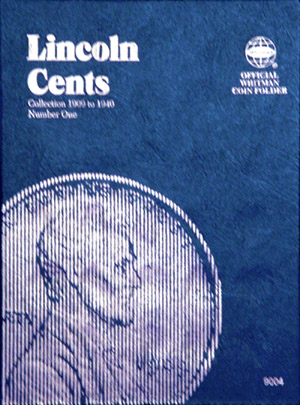 Lincoln
Cents
Collection 1909 to 1940
Number One
®
OFFICIAL
WHITMAN
COIN FOLDER
9004